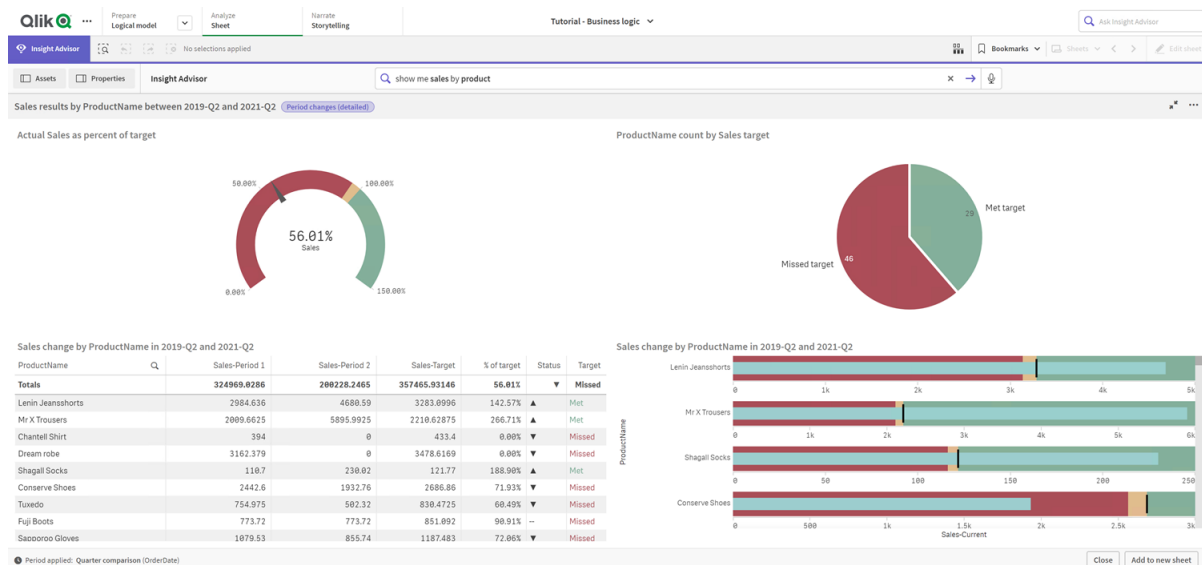 Qlik Q ... Prepare Analyze Narrate
Logical model Sheet Storytelling Tutorial - Business logic Ask Insight Advisor
Insight Advisor No selections applied Bookmarks Sheets Edit sheet
Assets Properties Insight Advisor show me sales by product
Sales results by ProductName between 2019-Q2 and 2021-Q2 Period changes (detailed)
Actual Sales as percent of target
50.00% 100.00%
56.01%
Sales
0.00% 150.00%
ProductName count by Sales target
29 Met target
Missed target 46
Sales change by ProductName in 2019-Q2 and 2021-Q2
ProductName Sales-Period 1 Sales-Period 2 Sales-Target % of target Status Target
Totals 324969.0286 200228.2465 357465.93146 56.01% ▼ Missed
Lenin Jeansshorts 2984.636 4680.59 3283.0996 142.57% ▲ Met
Mr X Trousers 2009.6625 5895.9925 2210.62875 266.71% ▲ Met
Chantell Shirt 394 0 433.4 0.00% ▼ Missed
Dream robe 3162.379 0 3478.6169 0.00% ▼ Missed
Shagall Socks 110.7 230.02 121.77 188.90% ▲ Met
Conserve Shoes 2442.6 1932.76 2686.86 71.93% ▼ Missed
Tuxedo 754.975 502.32 830.4725 60.49% ▼ Missed
Fuji Boots 773.72 773.72 851.092 90.91% -- Missed
Sapporoo Gloves 1079.53 855.74 1187.483 72.06% ▼ Missed
Sales change by ProductName in 2019-Q2 and 2021-Q2
ProductName
Lenin Jeansshorts
0 1k 2k 3k 4k 5k
Mr X Trousers
0 1k 2k 3k 4k 5k 6k
Shagall Socks
0 50 100 150 200 250
Conserve Shoes
0 500 1k 1.5k 2k 2.5k 3k
Sales-Current
Period applied: Quarter comparison (OrderDate) Close Add to new sheet